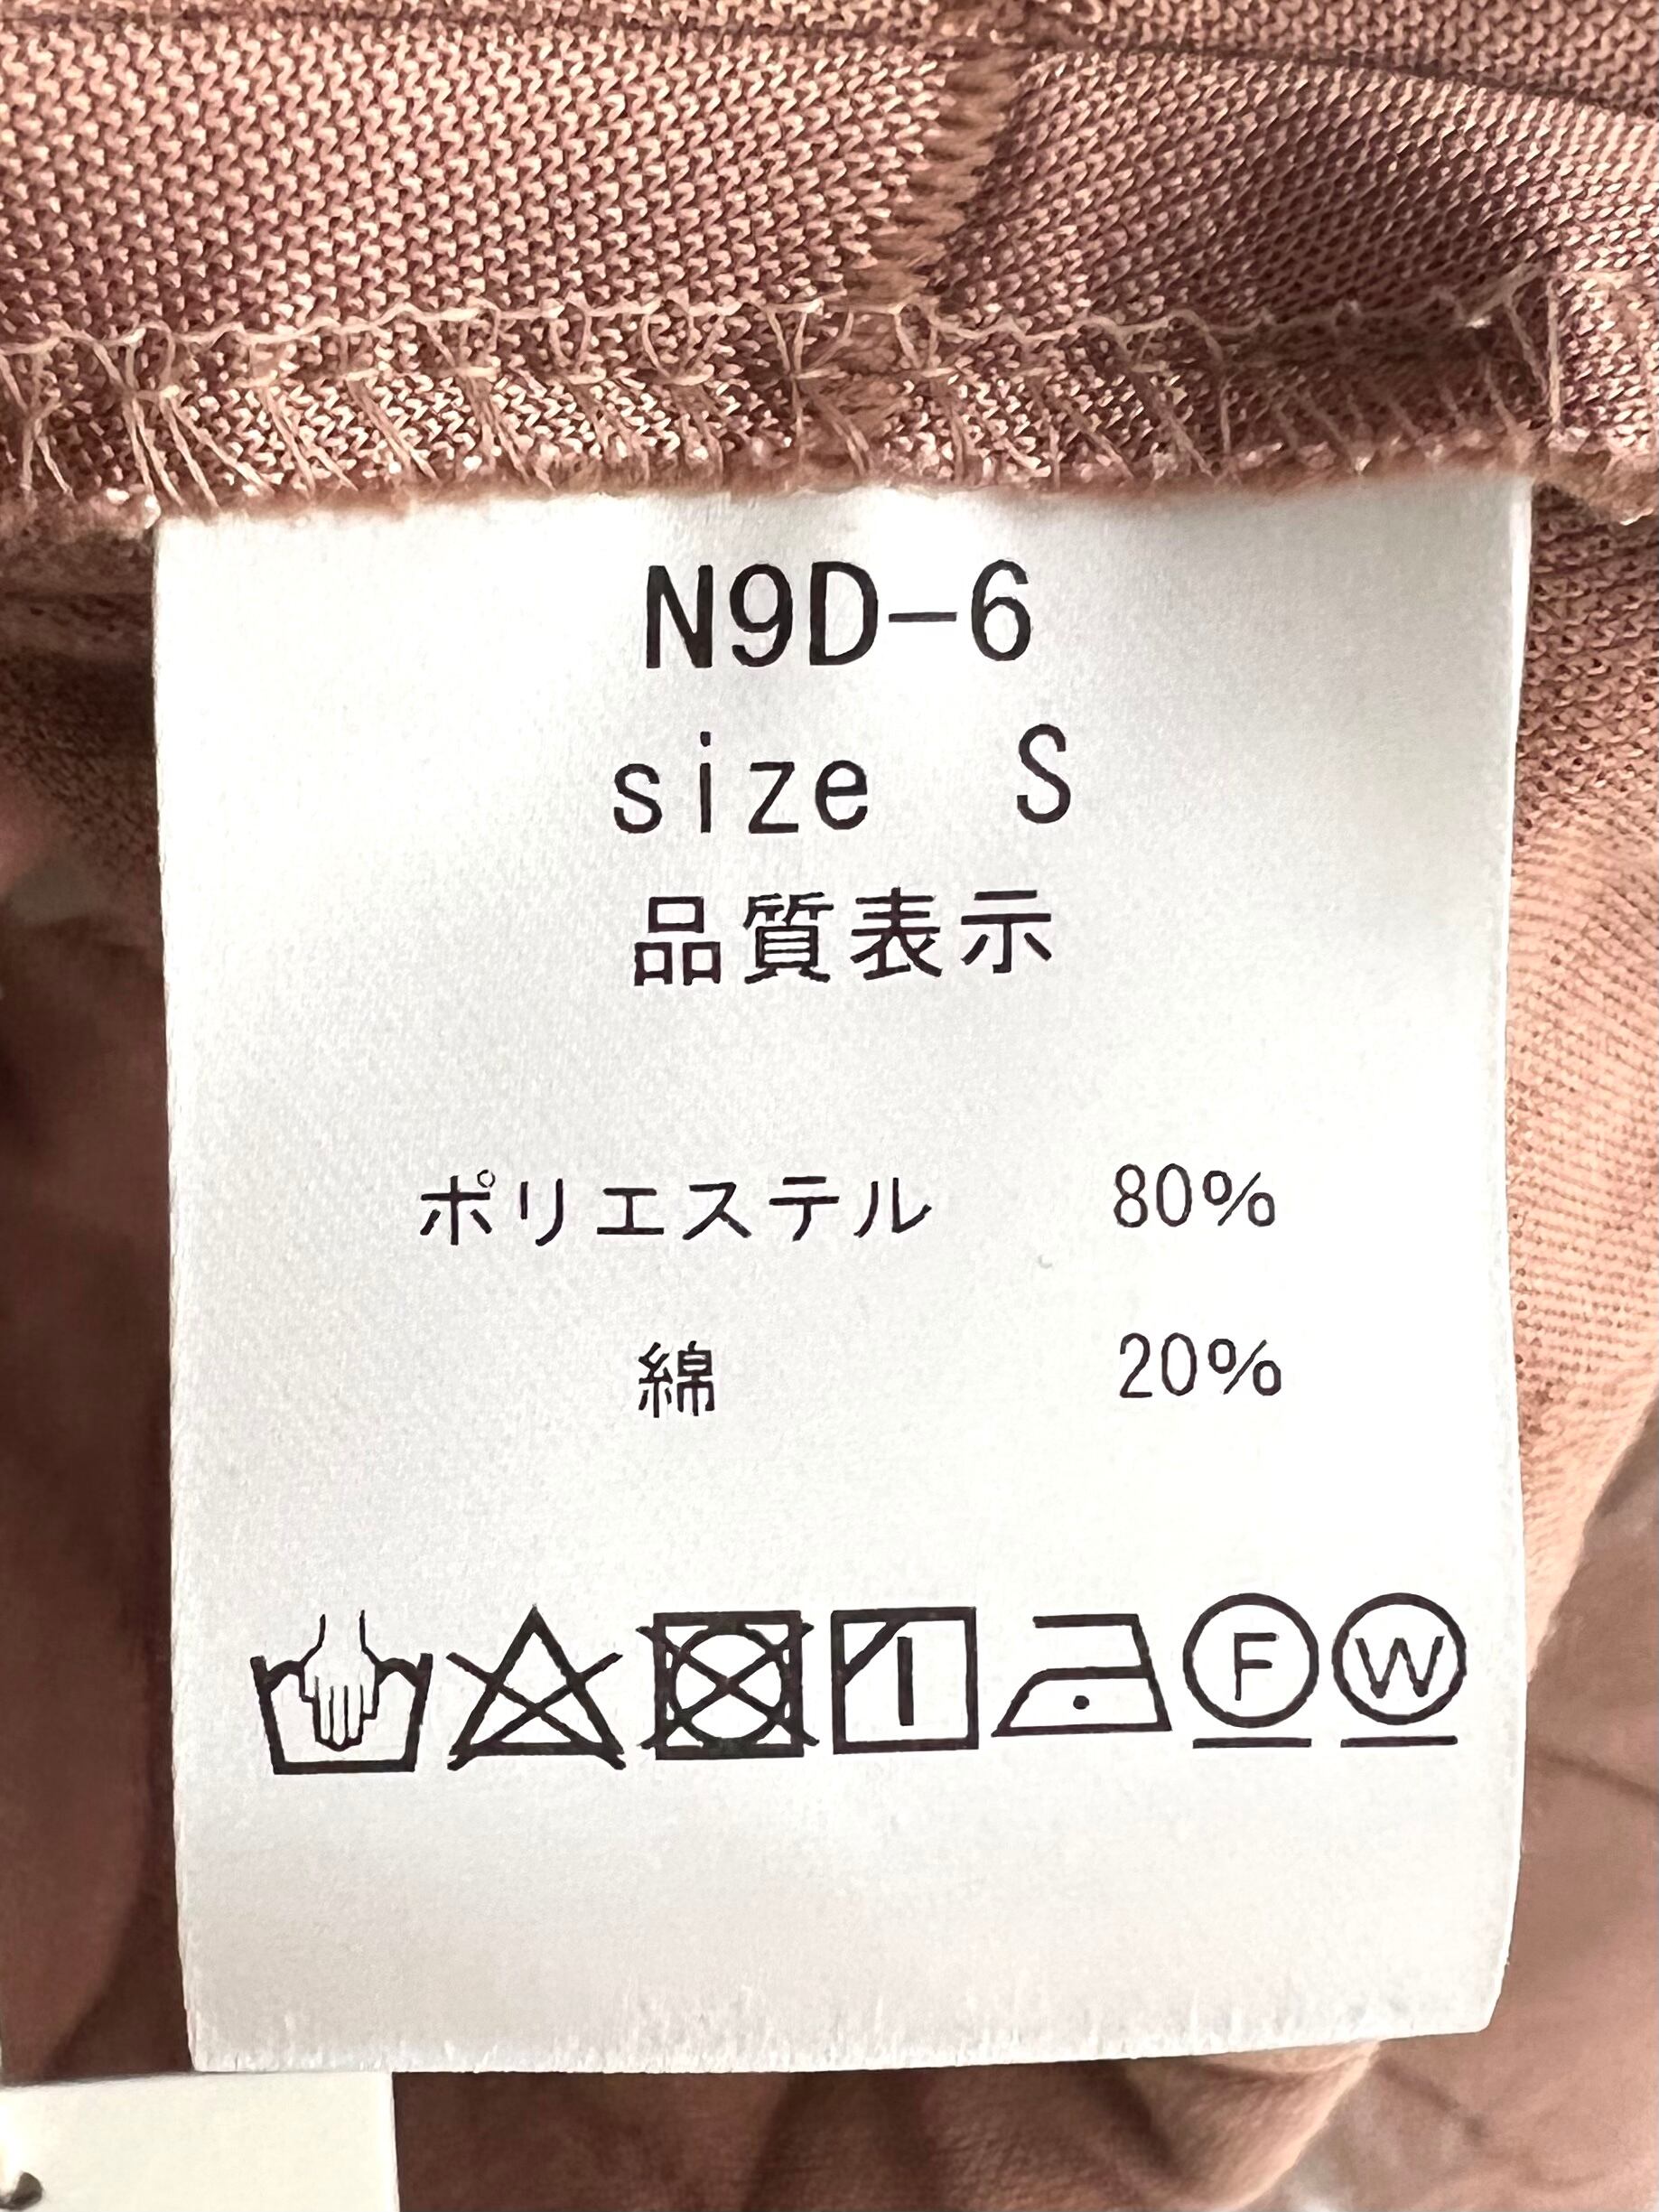 N9D-6
size S
品質表示
ポリエステル 80%
綿 20%
F W